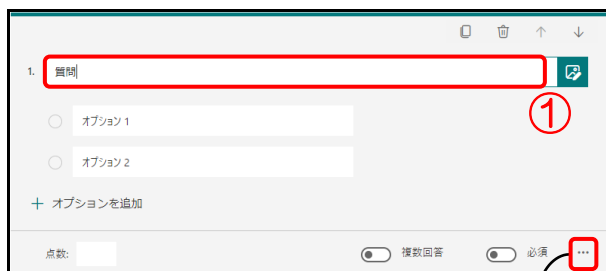 1. 質問
①
オプション 1
オプション 2
＋ オプションを追加
点数:
複数回答
必須
…